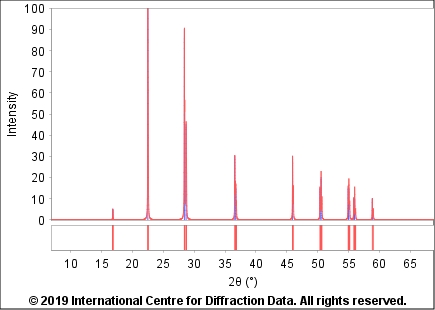 100
90
80
70
60
50
40
30
20
10
0
Intensity
10 15 20 25 30 35 40 45 50 55 60 65
2θ (°)
© 2019 International Centre for Diffraction Data. All rights reserved.